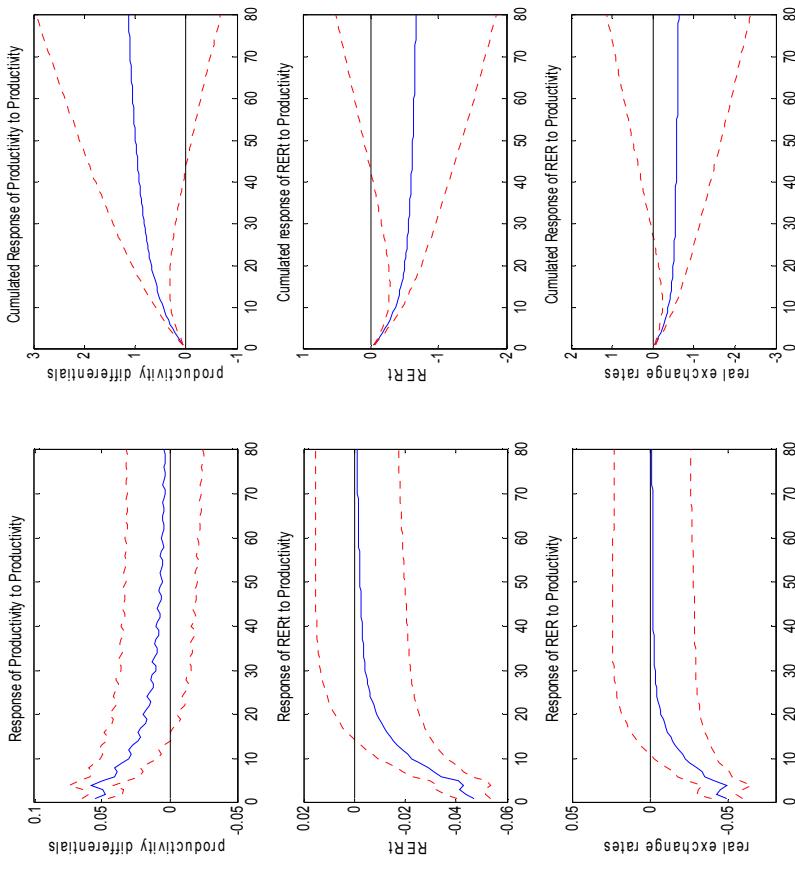 Response of Productivity to Productivity
productivity differentials
0.1
0.05
0
-0.05
0 10 20 30 40 50 60 70 80
Cumulated Response of Productivity to Productivity
productivity differentials
3
2
1
0
-1
0 10 20 30 40 50 60 70 80
Response of RERt to Productivity
RERt
0.02
0
-0.02
-0.04
-0.06
0 10 20 30 40 50 60 70 80
Cumulated response of RERt to Productivity
RERt
1
0
-1
-2
0 10 20 30 40 50 60 70 80
Response of RER to Productivity
real exchange rates
0.05
0
-0.05
0 10 20 30 40 50 60 70 80
Cumulated Response of RER to Productivity
real exchange rates
2
1
0
-1
-2
-3
0 10 20 30 40 50 60 70 80